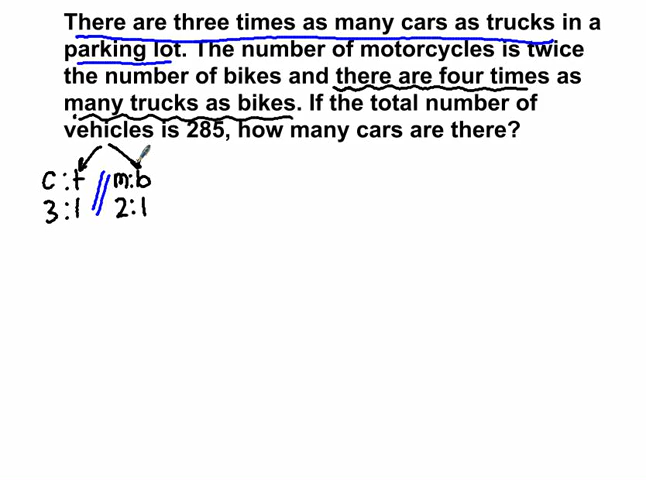 There are three times as many cars as trucks in a
parking lot. The number of motorcycles is twice
the number of bikes and there are four times as
many trucks as bikes. If the total number of
vehicles is 285, how many cars are there?
c:t // m:b
3:1 2:1